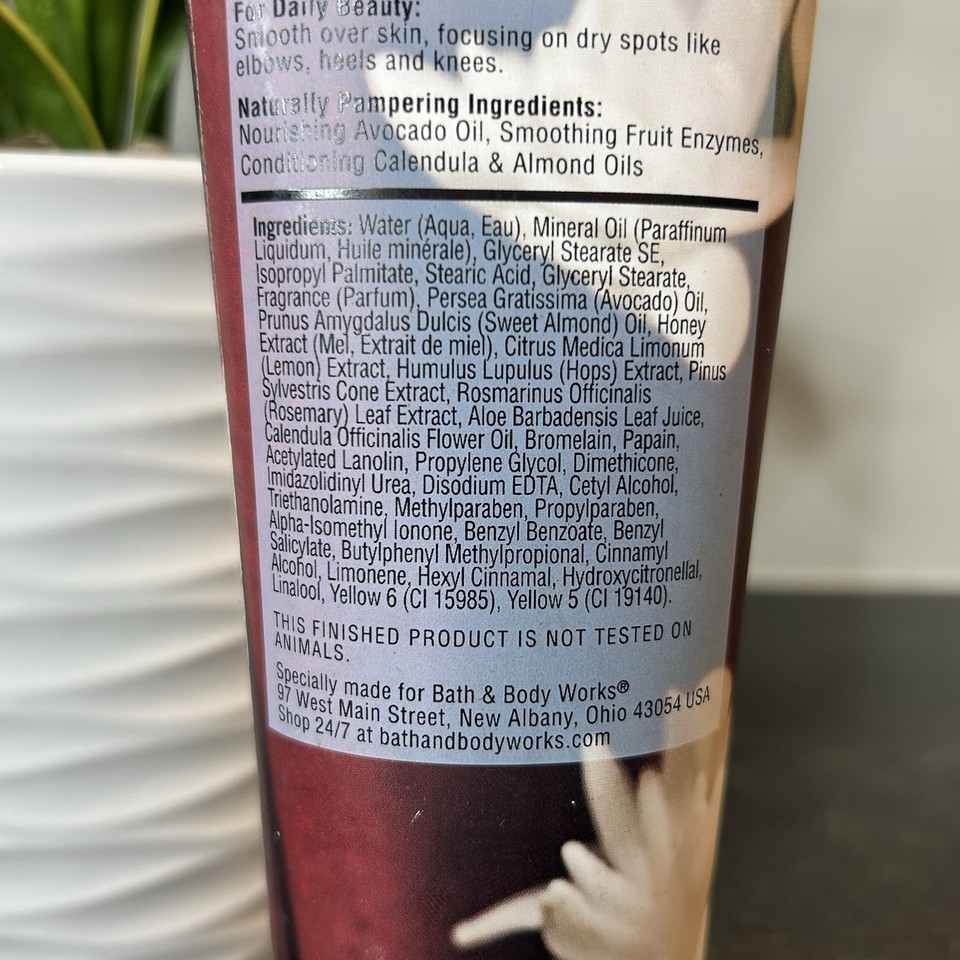 For Daily Beauty:
Smooth over skin, focusing on dry spots like
elbows, heels and knees.
Naturally Pampering Ingredients:
Nourishing Avocado Oil, Smoothing Fruit Enzymes,
Conditioning Calendula & Almond Oils
Ingredients: Water (Aqua, Eau), Mineral Oil (Paraffinum
Liquidum, Huile minérale), Glyceryl Stearate SE,
Isopropyl Palmitate, Stearic Acid, Glyceryl Stearate,
Fragrance (Parfum), Persea Gratissima (Avocado) Oil,
Prunus Amygdalus Dulcis (Sweet Almond) Oil, Honey
Extract (Mel, Extrait de miel), Citrus Medica Limonum
(Lemon) Extract, Humulus Lupulus (Hops) Extract, Pinus
Sylvestris Cone Extract, Rosmarinus Officinalis
(Rosemary) Leaf Extract, Aloe Barbadensis Leaf Juice,
Calendula Officinalis Flower Oil, Bromelain, Papain,
Acetylated Lanolin, Propylene Glycol, Dimethicone,
Imidazolidinyl Urea, Disodium EDTA, Cetyl Alcohol,
Triethanolamine, Methylparaben, Propylparaben,
Alpha-Isomethyl Ionone, Benzyl Benzoate, Benzyl
Salicylate, Butylphenyl Methylpropional, Cinnamyl
Alcohol, Limonene, Hexyl Cinnamal, Hydroxycitronellal,
Linalool, Yellow 6 (CI 15985), Yellow 5 (CI 19140).
THIS FINISHED PRODUCT IS NOT TESTED ON
ANIMALS.
Specially made for Bath & Body Works®
97 West Main Street, New Albany, Ohio 43054 USA
Shop 24/7 at bathandbodyworks.com